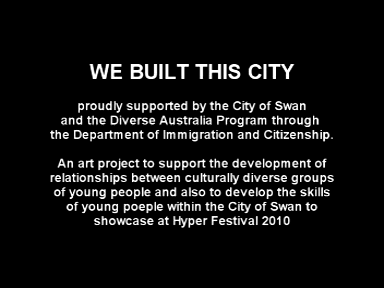 WE BUILT THIS CITY
proudly supported by the City of Swan
and the Diverse Australia Program through
the Department of Immigration and Citizenship.
An art project to support the development of
relationships between culturally diverse groups
of young people and also to develop the skills
of young poeple within the City of Swan to
showcase at Hyper Festival 2010